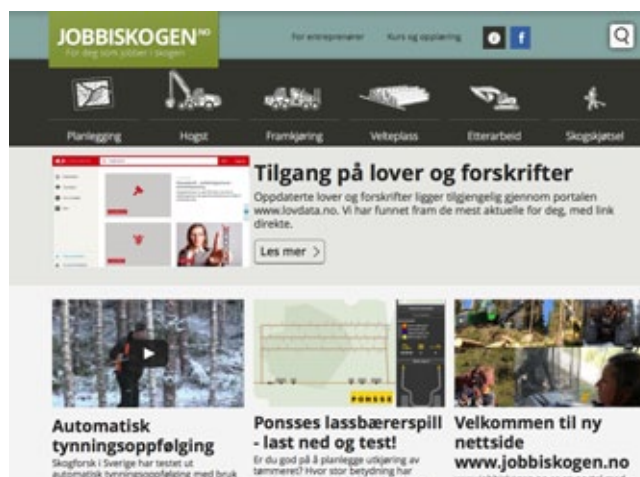 JOBBISKOGEN.NO
For deg som jobber i skogen
For entreprenører
Kurs og opplæring
Planlegging
Hogst
Framkjøring
Velteplass
Etterarbeid
Skogskjøtsel
Tilgang på lover og forskrifter
Oppdaterte lover og forskrifter ligger tilgjengelig gjennom portalen
www.lovdata.no. Vi har funnet fram de mest aktuelle for deg, med link
direkte.
Les mer
PONSSE
Automatisk
tynningsoppfølging
Skogforsk i Sverige har testet ut
automatisk tynningsoppfølging med bruk
Ponsses lassbærerspill
- last ned og test!
Er du god på å planlegge utkjøring av
tømmeret? Hvor stor betydning har
Velkommen til ny
nettside
www.jobbiskogen.no